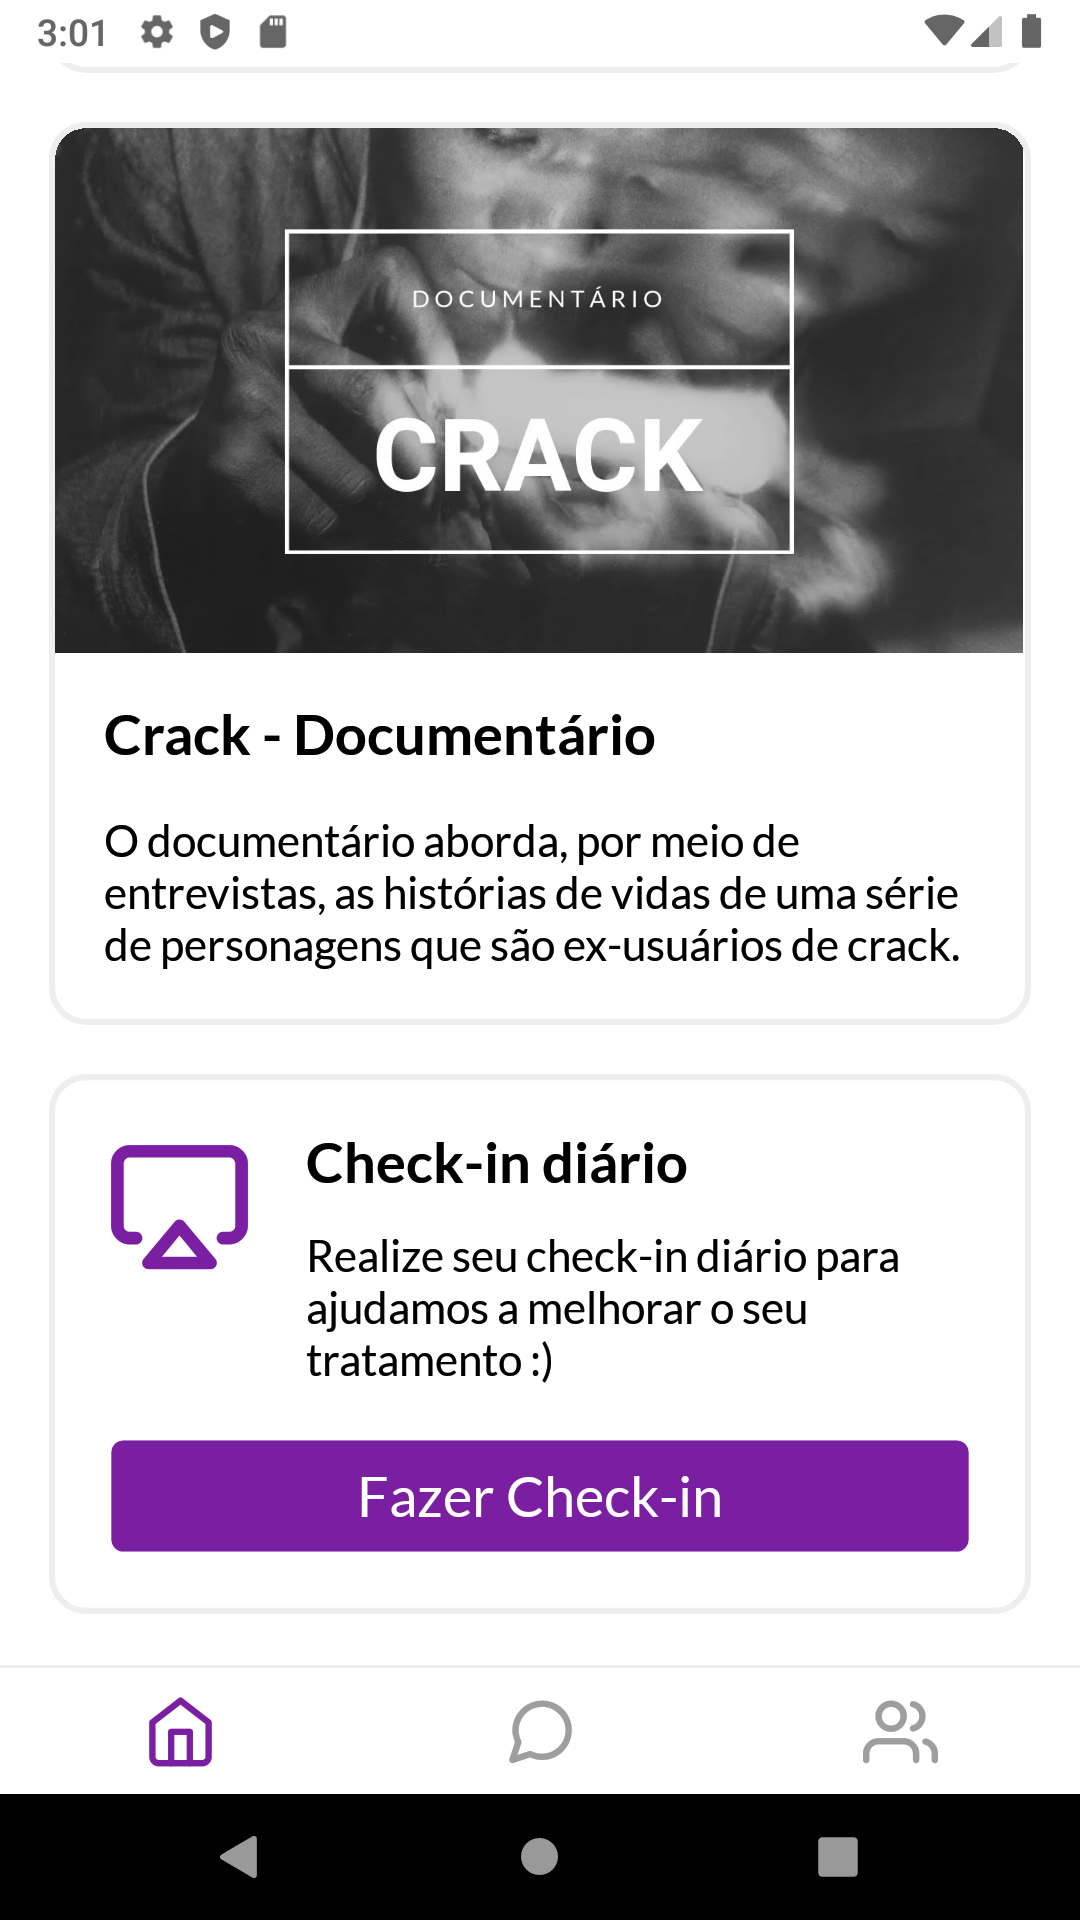 3:01
DOCUMENTÁRIO
CRACK
Crack - Documentário
O documentário aborda, por meio de
entrevistas, as histórias de vidas de uma série
de personagens que são ex-usuários de crack.
Check-in diário
Realize seu check-in diário para
ajudamos a melhorar o seu
tratamento :)
Fazer Check-in